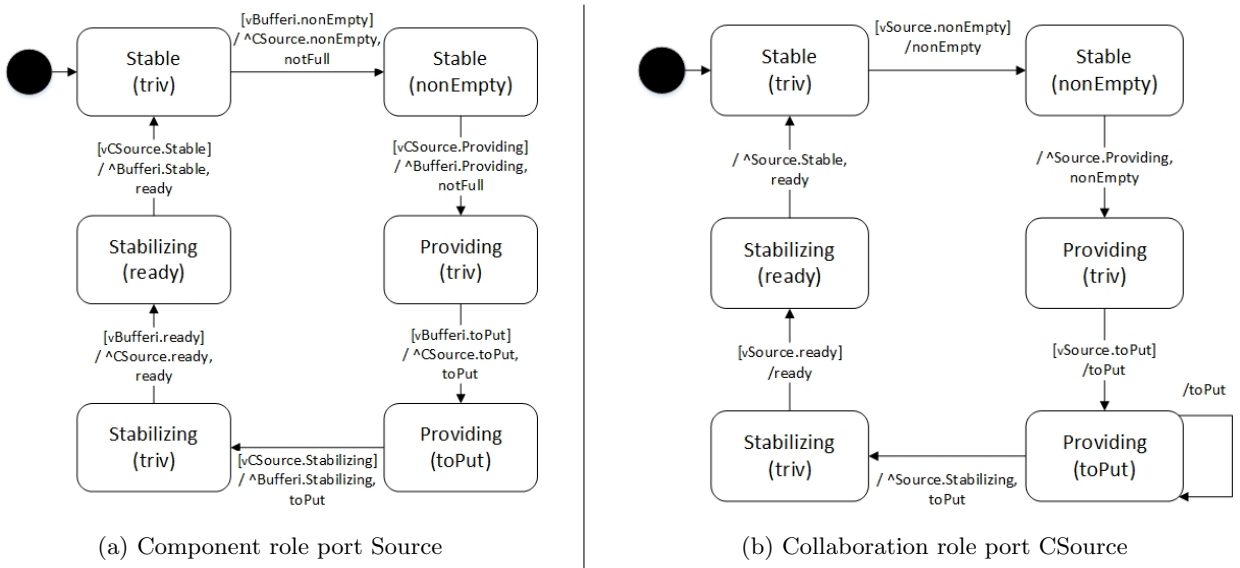 [vBufferi.nonEmpty]
/ ^CSource.nonEmpty,
notFull
Stable
(triv)
Stable
(nonEmpty)
[vCSource.Stable]
/ ^Bufferi.Stable,
ready
[vCSource.Providing]
/ ^Bufferi.Providing,
notFull
Stabilizing
(ready)
Providing
(triv)
[vBufferi.ready]
/ ^CSource.ready,
ready
[vBufferi.toPut]
/ ^CSource.toPut,
toPut
Stabilizing
(triv)
Providing
(toPut)
[vCSource.Stabilizing]
/ ^Bufferi.Stabilizing,
toPut
(a) Component role port Source
[vSource.nonEmpty]
/nonEmpty
Stable
(triv)
Stable
(nonEmpty)
/ ^Source.Stable,
ready
/ ^Source.Providing,
nonEmpty
Stabilizing
(ready)
Providing
(triv)
[vSource.ready]
/ready
[vSource.toPut]
/toPut
/toPut
Stabilizing
(triv)
Providing
(toPut)
/ ^Source.Stabilizing,
toPut
(b) Collaboration role port CSource